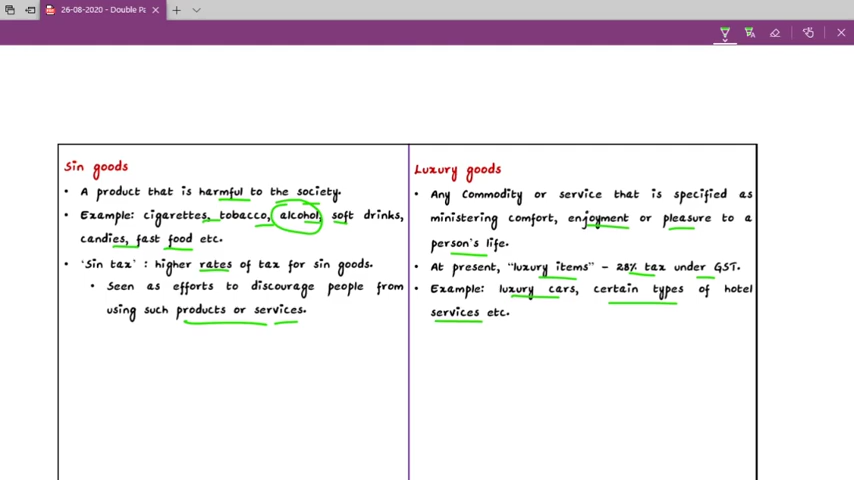 26-08-2020 - Double Pa
Sin goods
• A product that is harmful to the society.
• Example: cigarettes, tobacco, alcohol, soft drinks,
candies, fast food etc.
• 'Sin tax' : higher rates of tax for sin goods.
• Seen as efforts to discourage people from
using such products or services.
Luxury goods
• Any Commodity or service that is specified as
ministering comfort, enjoyment or pleasure to a
person's life.
• At present, "luxury items" - 28% tax under GST.
• Example: luxury cars, certain types of hotel
services etc.